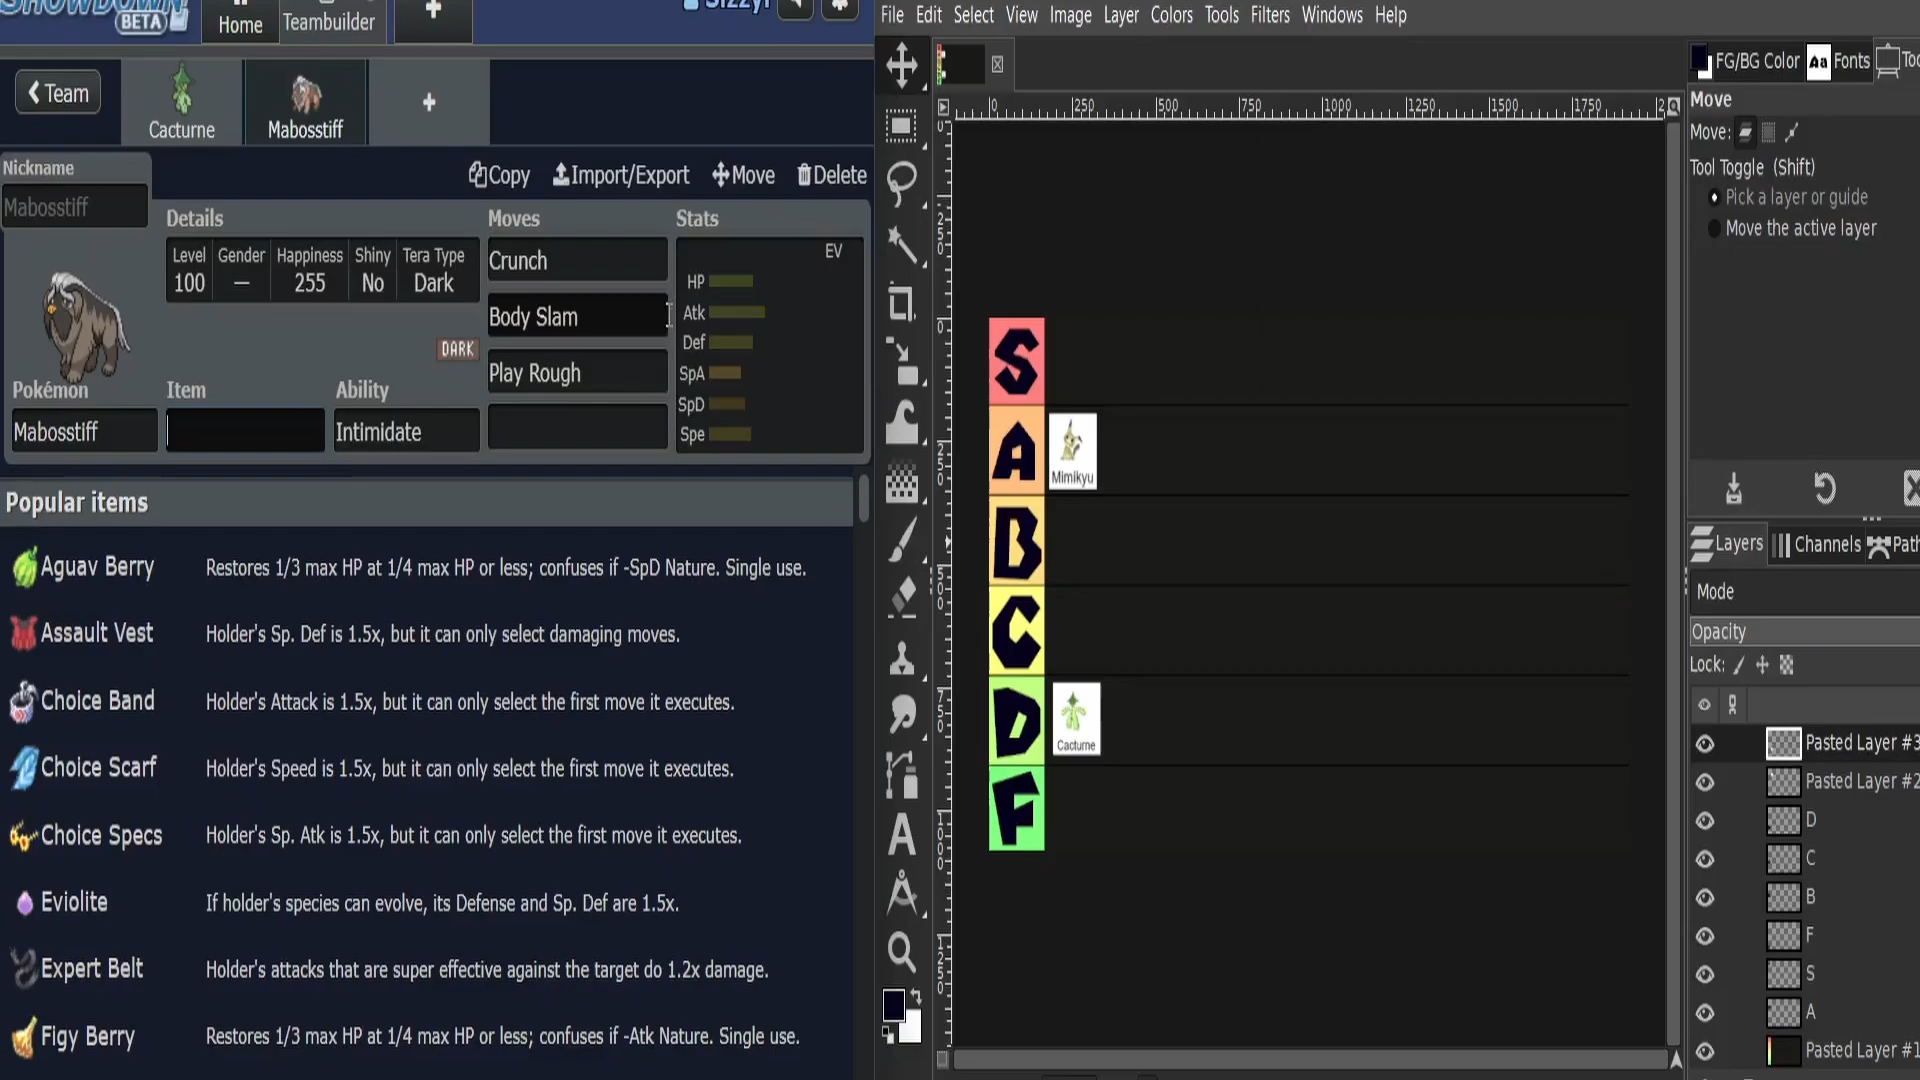 SHOWDOWN
BETA
Home
Teambuilder
+
Team
Cacturne
Mabosstiff
+
Nickname
Mabosstiff
Copy
Import/Export
Move
Delete
Details
Moves
Stats
Level
100
Gender
—
Happiness
255
Shiny
No
Tera Type
Dark
DARK
Crunch
Body Slam
Play Rough
EV
HP
Atk
Def
SpA
SpD
Spe
Pokémon
Mabosstiff
Item
Ability
Intimidate
Popular items
Aguav Berry Restores 1/3 max HP at 1/4 max HP or less; confuses if -SpD Nature. Single use.
Assault Vest Holder's Sp. Def is 1.5x, but it can only select damaging moves.
Choice Band Holder's Attack is 1.5x, but it can only select the first move it executes.
Choice Scarf Holder's Speed is 1.5x, but it can only select the first move it executes.
Choice Specs Holder's Sp. Atk is 1.5x, but it can only select the first move it executes.
Eviolite If holder's species can evolve, its Defense and Sp. Def are 1.5x.
Expert Belt Holder's attacks that are super effective against the target do 1.2x damage.
Figy Berry Restores 1/3 max HP at 1/4 max HP or less; confuses if -Atk Nature. Single use.
File Edit Select View Image Layer Colors Tools Filters Windows Help
0 250 500 750 1000 1250 1500 1750
S
A
Mimikyu
B
C
D
Cacturne
F
FG/BG Color
Aa Fonts
Move
Move:
Tool Toggle (Shift)
Pick a layer or guide
Move the active layer
Layers
Channels
Path
Mode
Opacity
Lock:
Pasted Layer #3
Pasted Layer #2
D
C
B
F
S
A
Pasted Layer #1